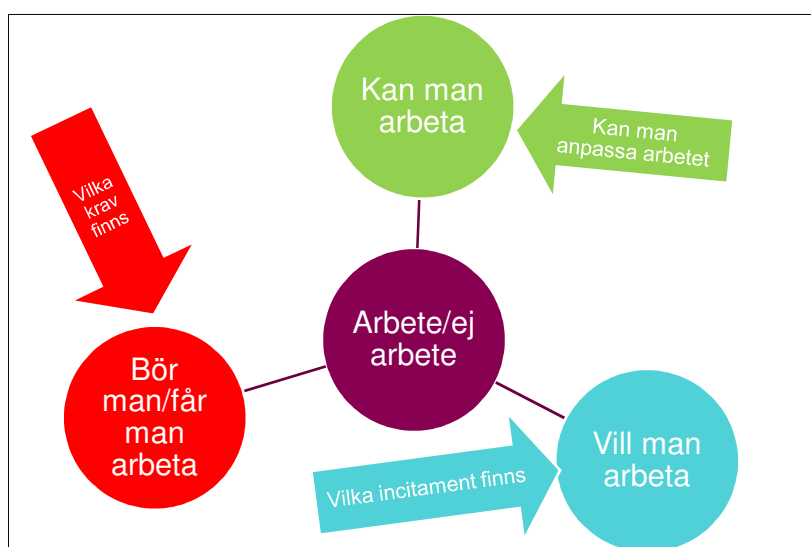 Kan man
arbeta
Kan man
anpassa arbetet
Vilka
krav
finns
Arbete/ej
arbete
Bör
man/får
man
arbeta
Vilka incitament finns
Vill man
arbeta